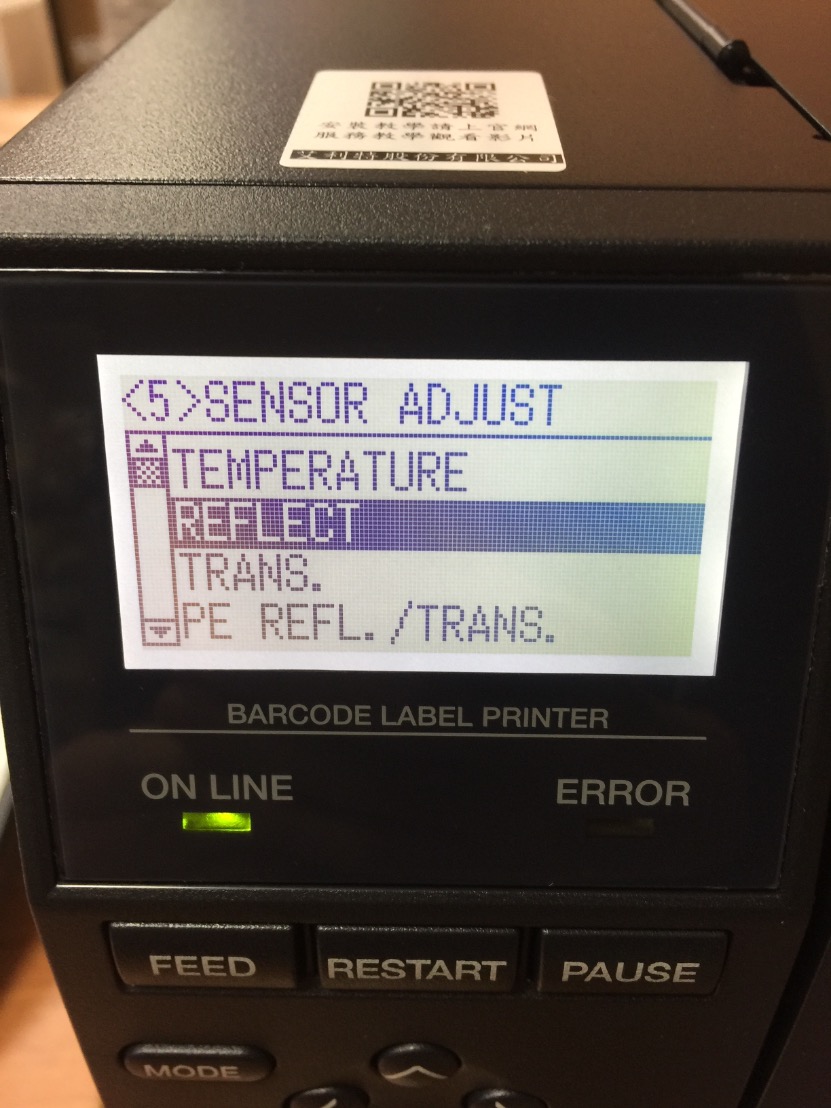 安裝教學請上官網
服務教學觀看影片
艾利特股份有限公司
<5>SENSOR ADJUST
TEMPERATURE
REFLECT
TRANS.
PE REFL./TRANS.
BARCODE LABEL PRINTER
ON LINE ERROR
FEED RESTART PAUSE
MODE